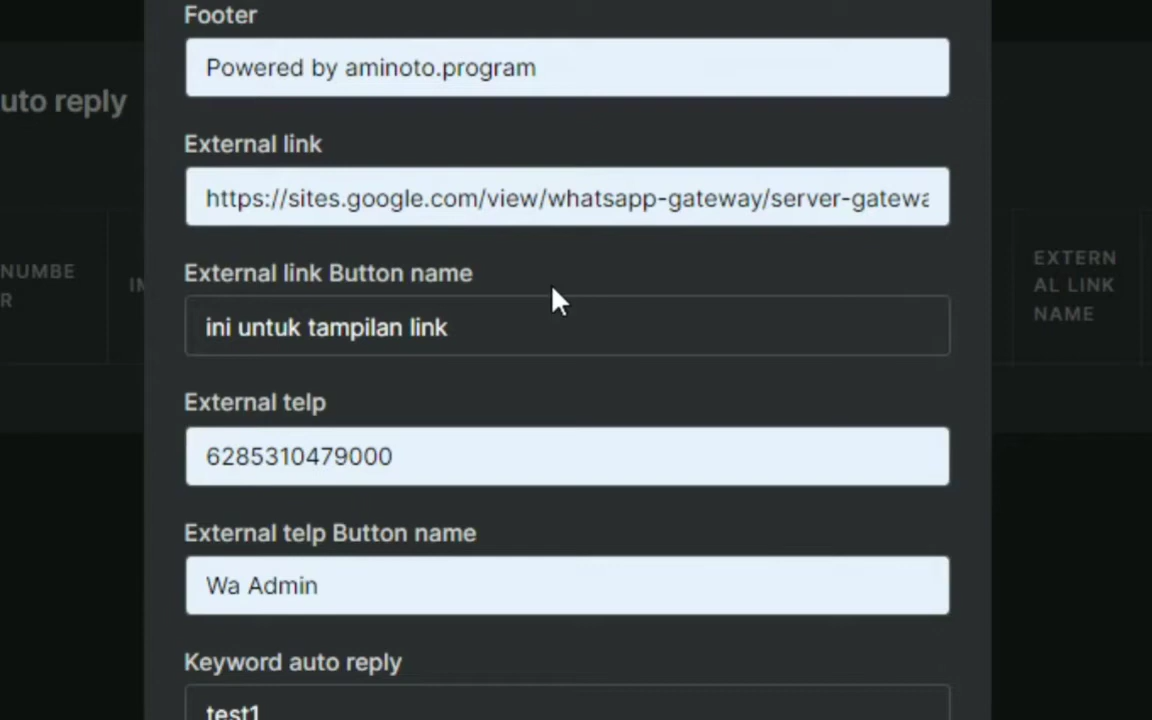 Footer
Powered by aminoto.program
uto reply
External link
https://sites.google.com/view/whatsapp-gateway/server-gatewa
NUMBE
R
IM
EXTERN
AL LINK
NAME
External link Button name
ini untuk tampilan link
External telp
6285310479000
External telp Button name
Wa Admin
Keyword auto reply
test1